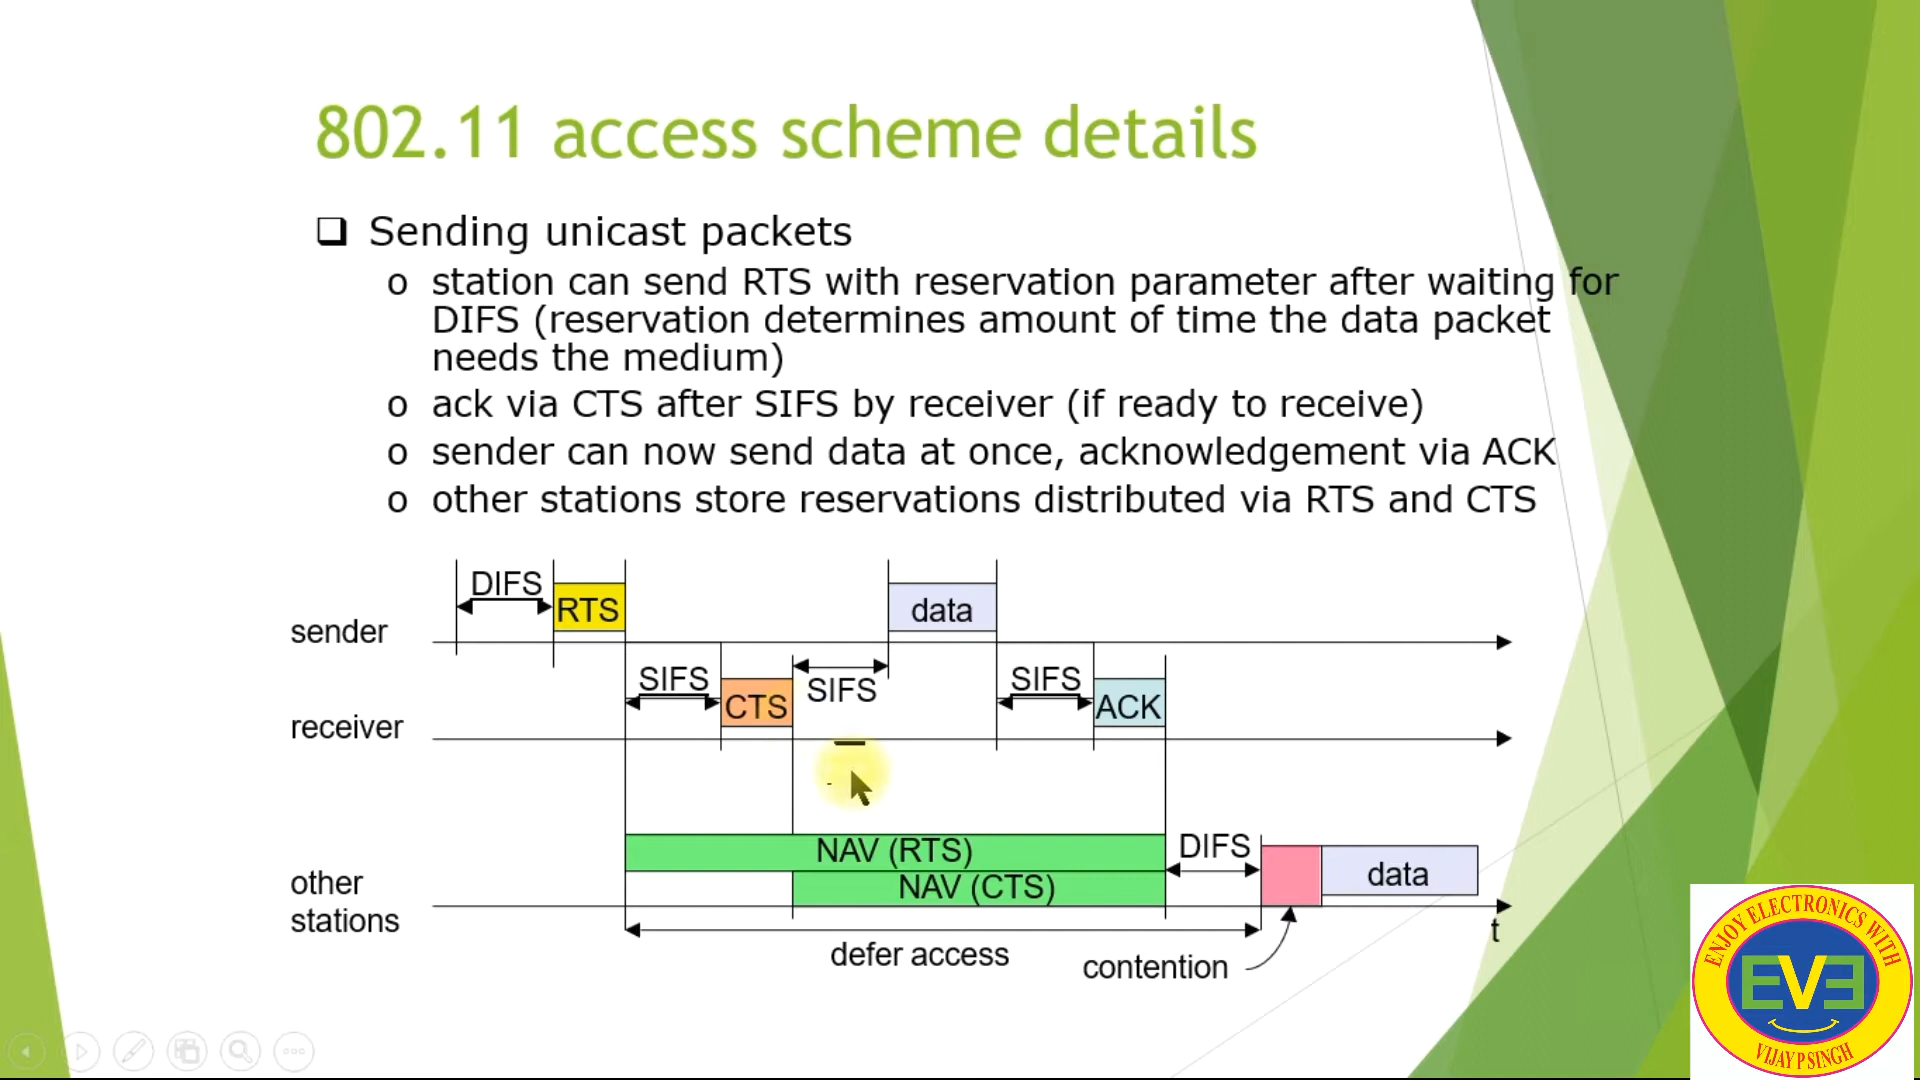 802.11 access scheme details
❑ Sending unicast packets
o station can send RTS with reservation parameter after waiting for
DIFS (reservation determines amount of time the data packet
needs the medium)
o ack via CTS after SIFS by receiver (if ready to receive)
o sender can now send data at once, acknowledgement via ACK
o other stations store reservations distributed via RTS and CTS
DIFS
RTS
data
sender
SIFS
CTS
SIFS
SIFS
ACK
receiver
NAV (RTS)
DIFS
NAV (CTS)
data
other
stations
t
defer access
contention
ENJOY ELECTRONICS WITH
EVE
VIJAY P SINGH